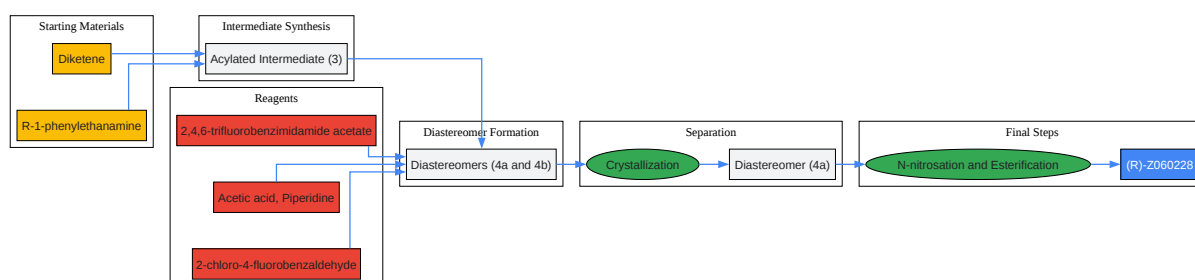 Starting Materials
Diketene
R-1-phenylethanamine
Intermediate Synthesis
Acylated Intermediate (3)
Reagents
2,4,6-trifluorobenzimidamide acetate
Acetic acid, Piperidine
2-chloro-4-fluorobenzaldehyde
Diastereomer Formation
Diastereomers (4a and 4b)
Separation
Crystallization
Diastereomer (4a)
Final Steps
N-nitrosation and Esterification
(R)-Z060228